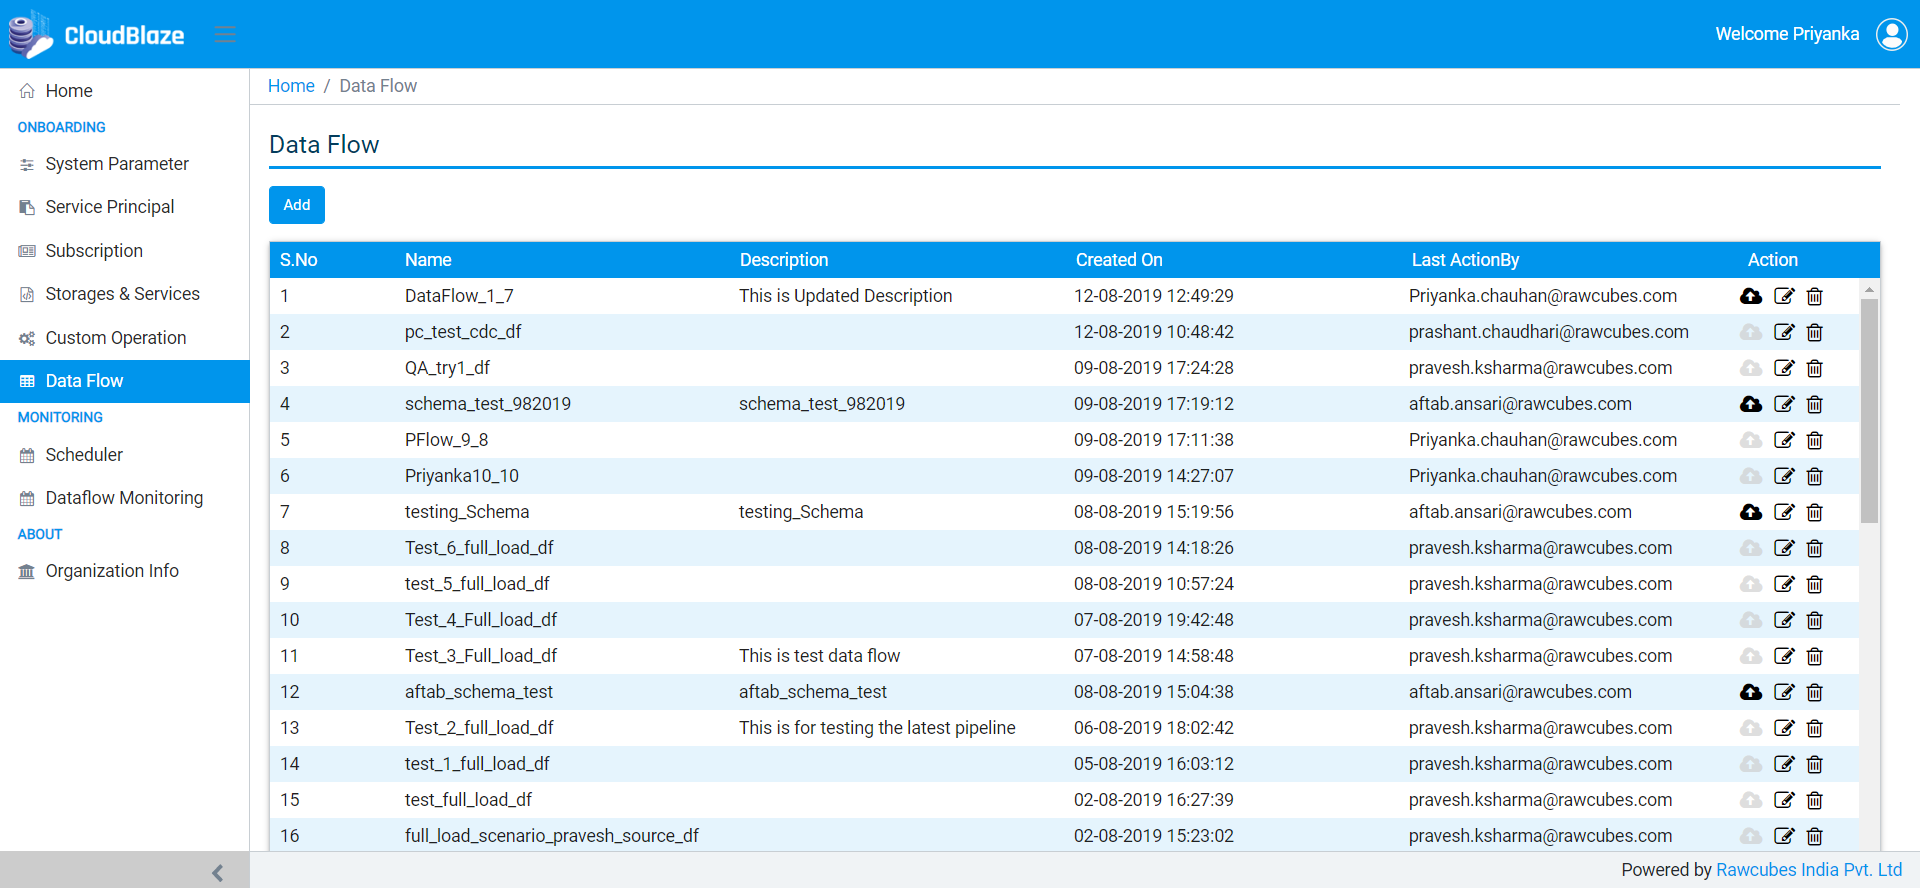 CloudBlaze
Welcome Priyanka
Home
ONBOARDING
System Parameter
Service Principal
Subscription
Storages & Services
Custom Operation
Data Flow
MONITORING
Scheduler
Dataflow Monitoring
ABOUT
Organization Info
Home / Data Flow
Data Flow
Add
S.No Name Description Created On Last ActionBy Action
1 DataFlow_1_7 This is Updated Description 12-08-2019 12:49:29 Priyanka.chauhan@rawcubes.com
2 pc_test_cdc_df 12-08-2019 10:48:42 prashant.chaudhari@rawcubes.com
3 QA_try1_df 09-08-2019 17:24:28 pravesh.ksharma@rawcubes.com
4 schema_test_982019 schema_test_982019 09-08-2019 17:19:12 aftab.ansari@rawcubes.com
5 PFlow_9_8 09-08-2019 17:11:38 Priyanka.chauhan@rawcubes.com
6 Priyanka10_10 09-08-2019 14:27:07 Priyanka.chauhan@rawcubes.com
7 testing_Schema testing_Schema 08-08-2019 15:19:56 aftab.ansari@rawcubes.com
8 Test_6_full_load_df 08-08-2019 14:18:26 pravesh.ksharma@rawcubes.com
9 test_5_full_load_df 08-08-2019 10:57:24 pravesh.ksharma@rawcubes.com
10 Test_4_Full_load_df 07-08-2019 19:42:48 pravesh.ksharma@rawcubes.com
11 Test_3_Full_load_df This is test data flow 07-08-2019 14:58:48 pravesh.ksharma@rawcubes.com
12 aftab_schema_test aftab_schema_test 08-08-2019 15:04:38 aftab.ansari@rawcubes.com
13 Test_2_full_load_df This is for testing the latest pipeline 06-08-2019 18:02:42 pravesh.ksharma@rawcubes.com
14 test_1_full_load_df 05-08-2019 16:03:12 pravesh.ksharma@rawcubes.com
15 test_full_load_df 02-08-2019 16:27:39 pravesh.ksharma@rawcubes.com
16 full_load_scenario_pravesh_source_df 02-08-2019 15:23:02 pravesh.ksharma@rawcubes.com
Powered by Rawcubes India Pvt. Ltd